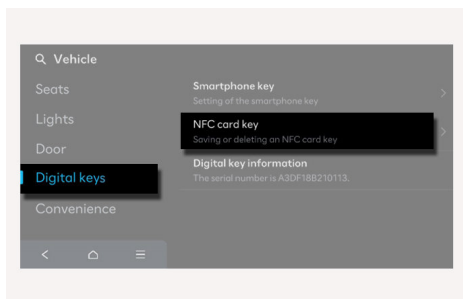 Vehicle
Seats
Lights
Door
Digital keys
Convenience
Smartphone key
Setting of the smartphone key
NFC card key
Saving or deleting an NFC card key
Digital key information
The serial number is A3DF18B210113.